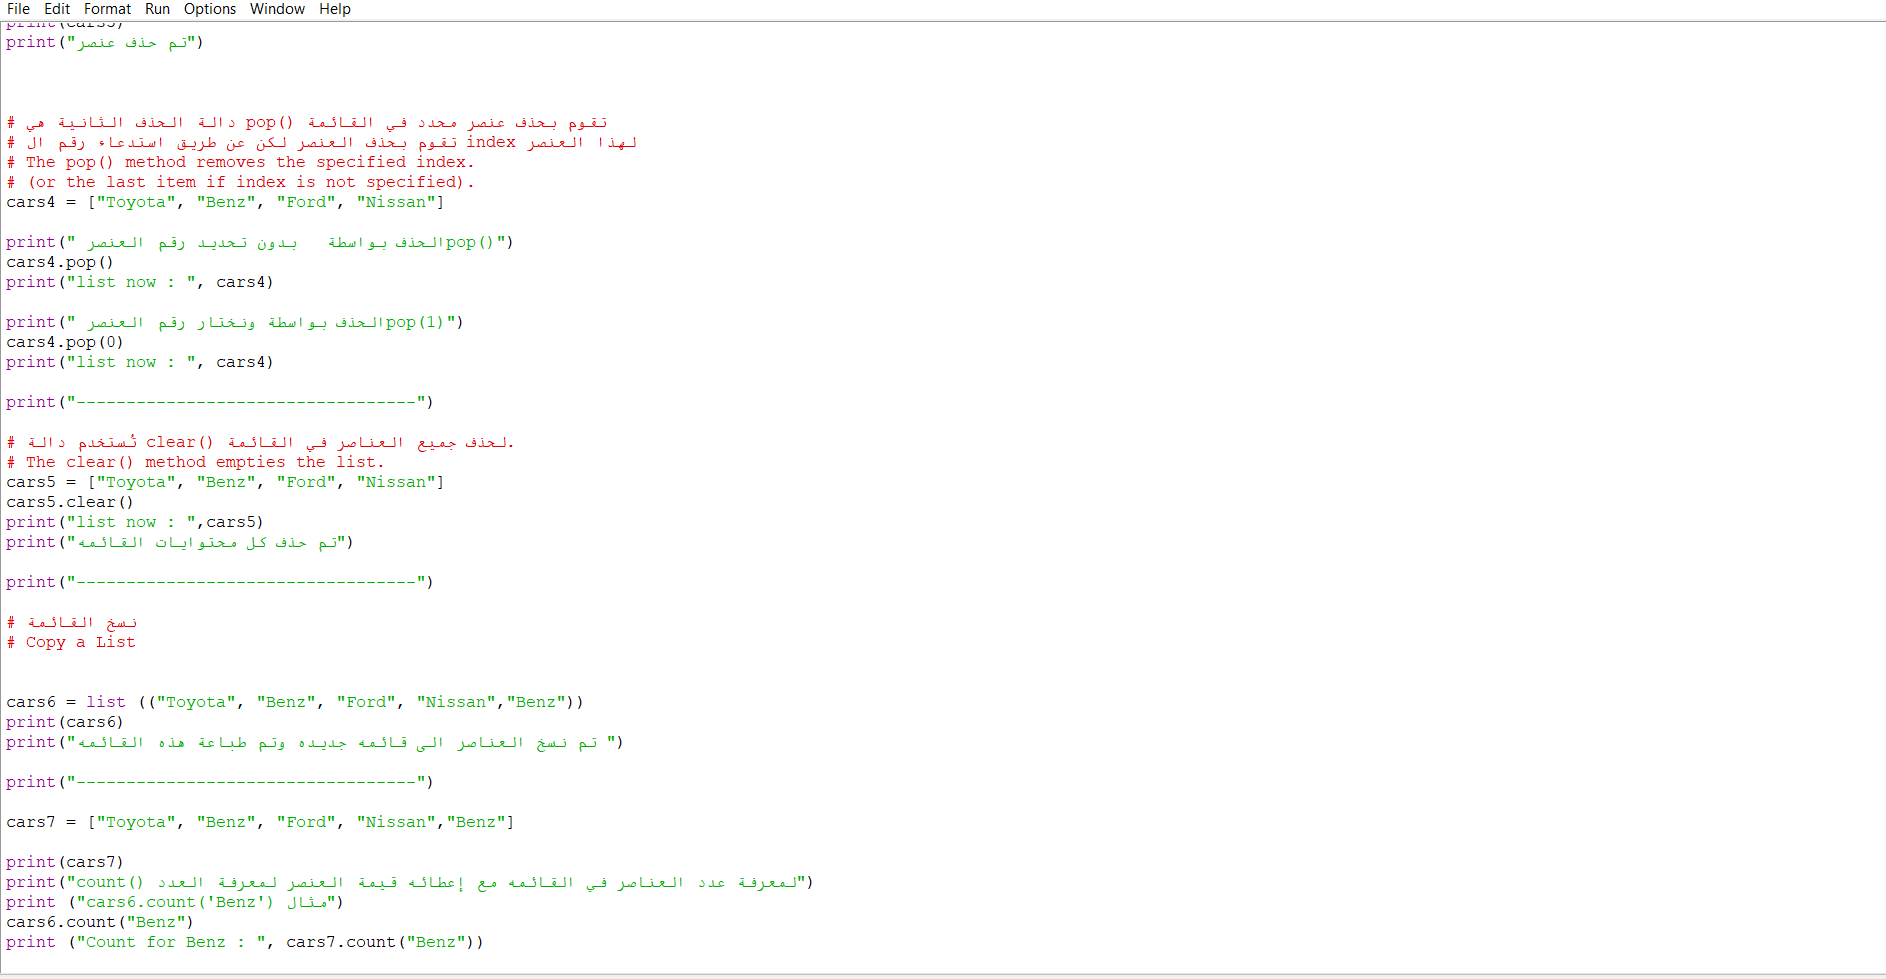 File Edit Format Run Options Window Help
print(cars3)
print("تم حذف عنصر")
# دالة الحذف الثانية هي pop() تقوم بحذف عنصر محدد في القائمة
# تقوم بحذف العنصر لكن عن طريق استدعاء رقم ال index لهذا العنصر
# The pop() method removes the specified index.
# (or the last item if index is not specified).
cars4 = ["Toyota", "Benz", "Ford", "Nissan"]
print(" الحذف بواسطة   بدون تحديد رقم العنصرpop()")
cars4.pop()
print("list now : ", cars4)
print(" الحذف بواسطة ونختار رقم العنصرpop(1)")
cars4.pop(0)
print("list now : ", cars4)
print("----------------------------------")
# تُستخدم دالة clear() لحذف جميع العناصر في القائمة.
# The clear() method empties the list.
cars5 = ["Toyota", "Benz", "Ford", "Nissan"]
cars5.clear()
print("list now : ",cars5)
print("تم حذف كل محتوايات القائمه")
print("----------------------------------")
# نسخ القائمة
# Copy a List
cars6 = list (("Toyota", "Benz", "Ford", "Nissan","Benz"))
print(cars6)
print("تم نسخ العناصر الى قائمه جديده وتم طباعة هذه القائمه ")
print("----------------------------------")
cars7 = ["Toyota", "Benz", "Ford", "Nissan","Benz"]
print(cars7)
print("count() لمعرفة عدد العناصر في القائمه مع إعطائه قيمة العنصر لمعرفة العدد")
print ("cars6.count('Benz') مثال")
cars6.count("Benz")
print ("Count for Benz : ", cars7.count("Benz"))